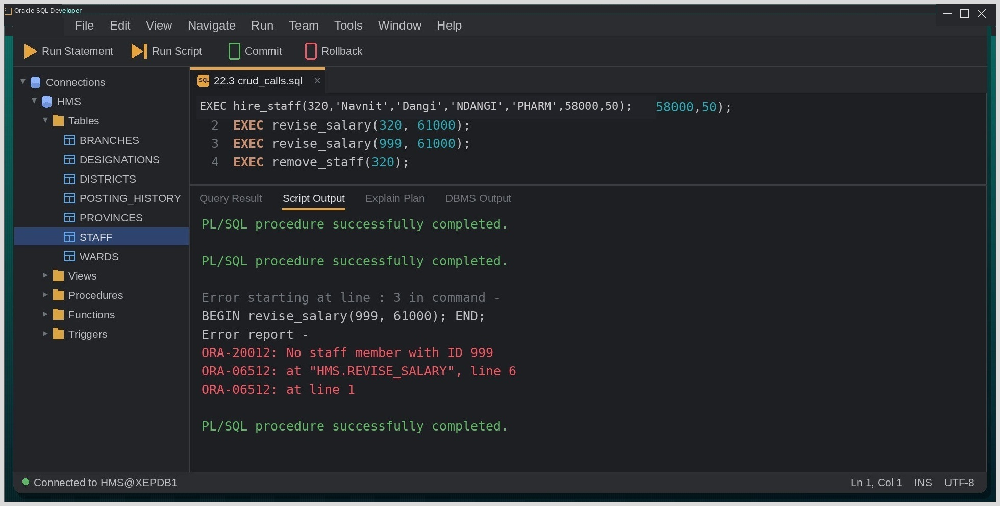 Oracle SQL Developer
File Edit View Navigate Run Team Tools Window Help
Run Statement Run Script Commit Rollback
Connections
HMS
Tables
BRANCHES
DESIGNATIONS
DISTRICTS
POSTING_HISTORY
PROVINCES
STAFF
WARDS
Views
Procedures
Functions
Triggers
SQL 22.3 crud_calls.sql ×
EXEC hire_staff(320,'Navnit','Dangi','NDANGI','PHARM',58000,50); 58000,50);
2 EXEC revise_salary(320, 61000);
3 EXEC revise_salary(999, 61000);
4 EXEC remove_staff(320);
Query Result Script Output Explain Plan DBMS Output
PL/SQL procedure successfully completed.
PL/SQL procedure successfully completed.
Error starting at line : 3 in command -
BEGIN revise_salary(999, 61000); END;
Error report -
ORA-20012: No staff member with ID 999
ORA-06512: at "HMS.REVISE_SALARY", line 6
ORA-06512: at line 1
PL/SQL procedure successfully completed.
Connected to HMS@XEPDB1
Ln 1, Col 1 INS UTF-8